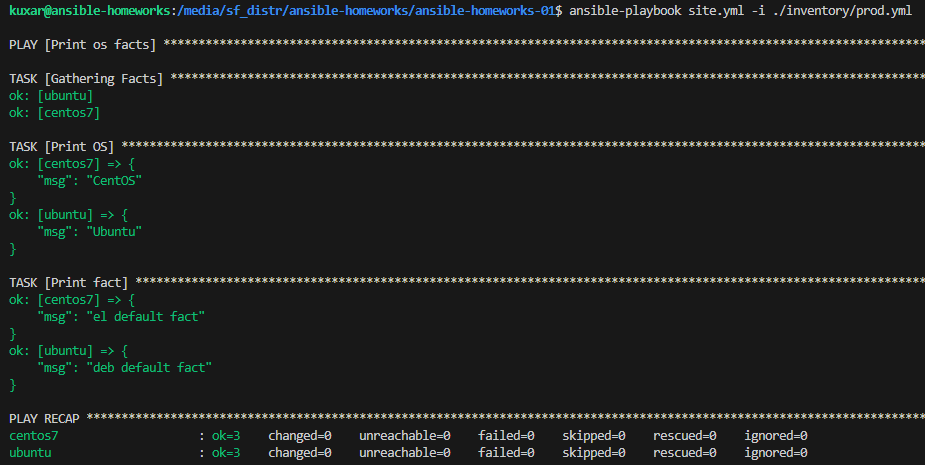 kuxar@ansible-homeworks:/media/sf_distr/ansible-homeworks/ansible-homeworks-01$ ansible-playbook site.yml -i ./inventory/prod.yml
PLAY [Print os facts] ****************************************************************************************************************
TASK [Gathering Facts] ***************************************************************************************************************
ok: [ubuntu]
ok: [centos7]
TASK [Print OS] **********************************************************************************************************************
ok: [centos7] => {
    "msg": "CentOS"
}
ok: [ubuntu] => {
    "msg": "Ubuntu"
}
TASK [Print fact] ********************************************************************************************************************
ok: [centos7] => {
    "msg": "el default fact"
}
ok: [ubuntu] => {
    "msg": "deb default fact"
}
PLAY RECAP ***************************************************************************************************************************
centos7                    : ok=3    changed=0    unreachable=0    failed=0    skipped=0    rescued=0    ignored=0
ubuntu                     : ok=3    changed=0    unreachable=0    failed=0    skipped=0    rescued=0    ignored=0